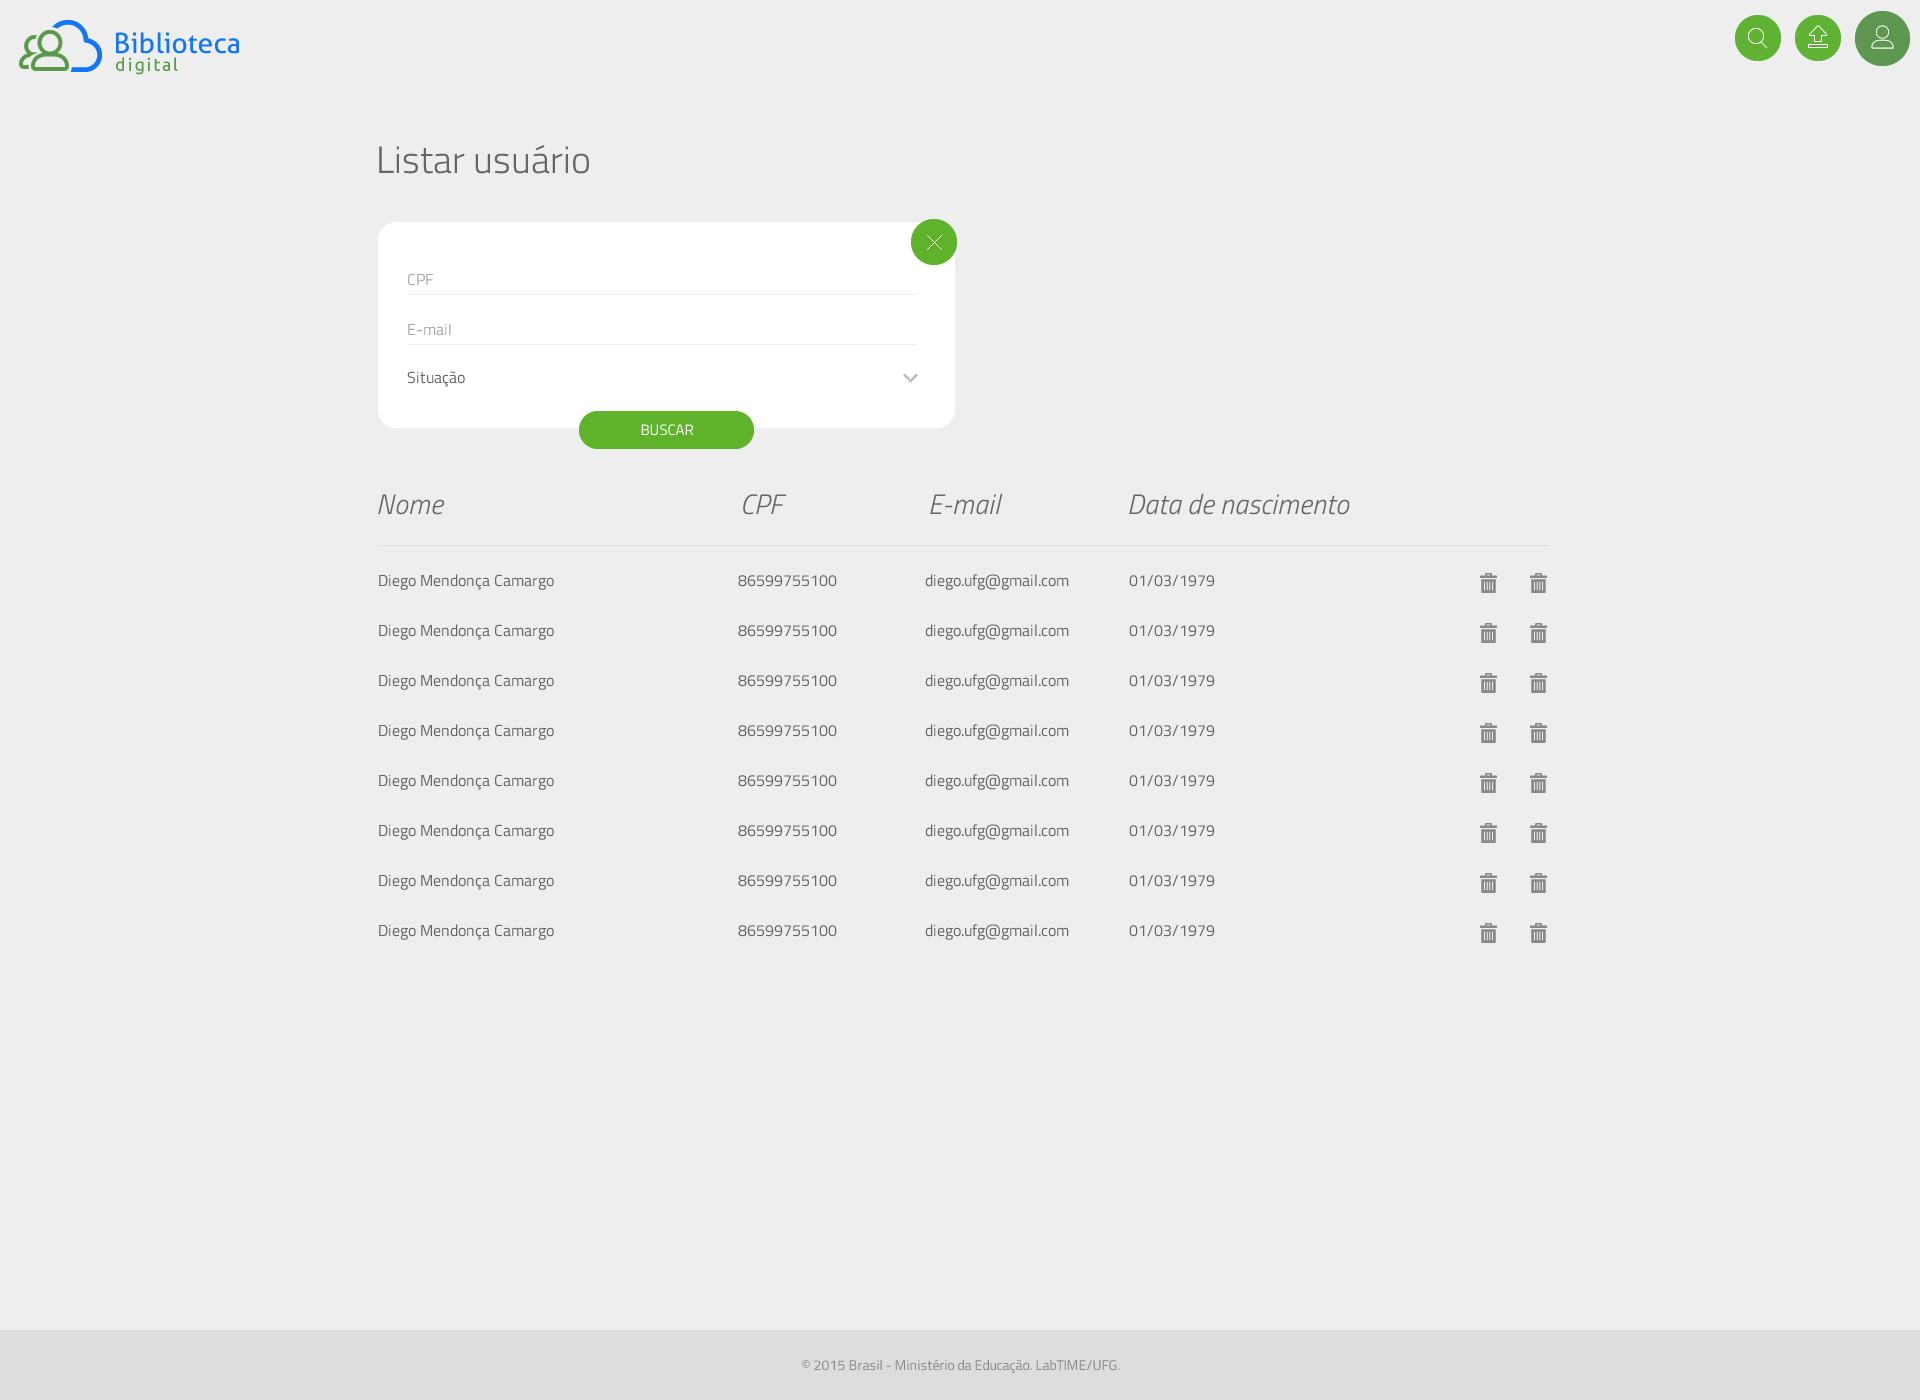 Biblioteca
digital
Listar usuário
CPF
E-mail
Situação
BUSCAR
Nome CPF E-mail Data de nascimento
Diego Mendonça Camargo 86599755100 diego.ufg@gmail.com 01/03/1979
Diego Mendonça Camargo 86599755100 diego.ufg@gmail.com 01/03/1979
Diego Mendonça Camargo 86599755100 diego.ufg@gmail.com 01/03/1979
Diego Mendonça Camargo 86599755100 diego.ufg@gmail.com 01/03/1979
Diego Mendonça Camargo 86599755100 diego.ufg@gmail.com 01/03/1979
Diego Mendonça Camargo 86599755100 diego.ufg@gmail.com 01/03/1979
Diego Mendonça Camargo 86599755100 diego.ufg@gmail.com 01/03/1979
Diego Mendonça Camargo 86599755100 diego.ufg@gmail.com 01/03/1979
© 2015 Brasil - Ministério da Educação. LabTIME/UFG.